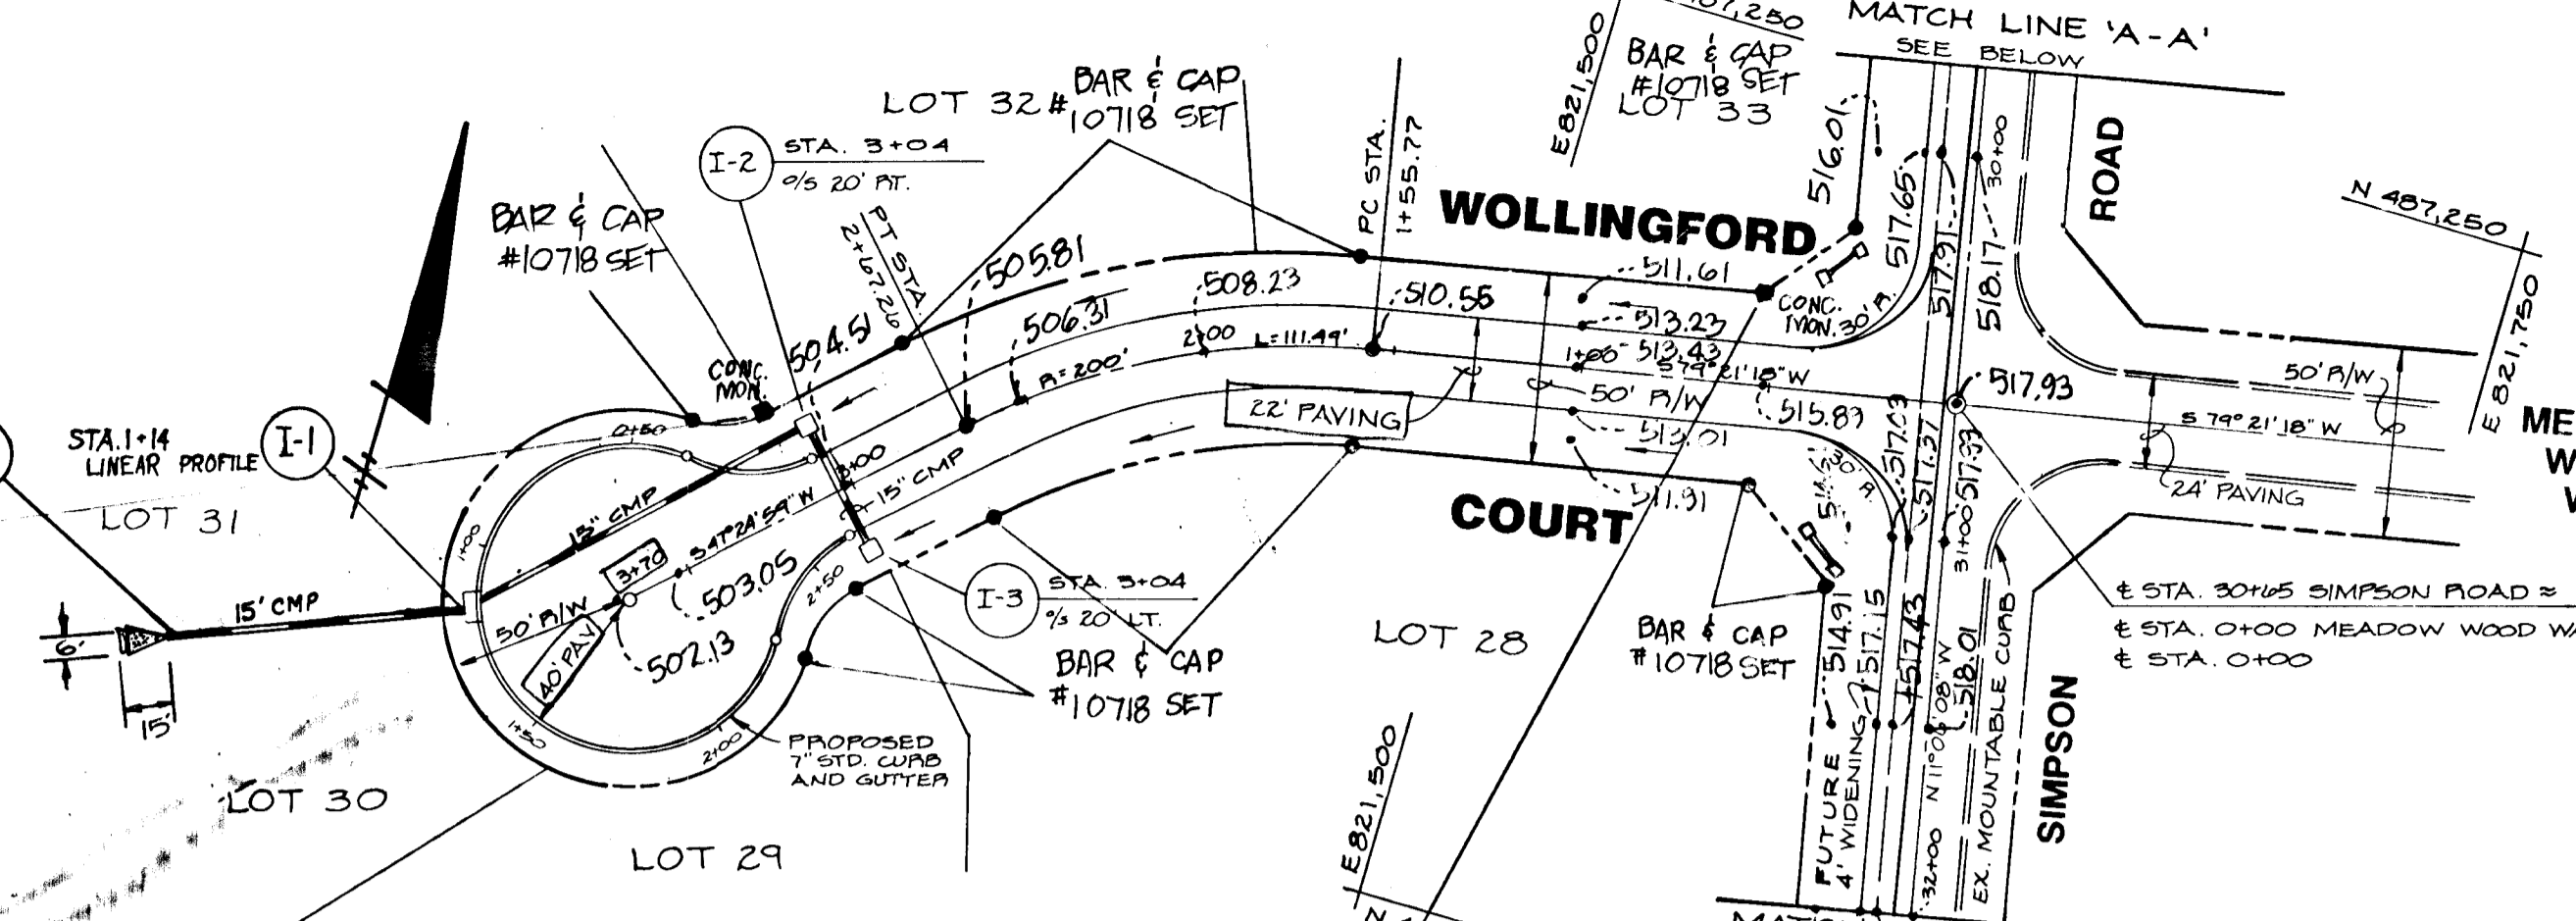 MATCH LINE 'A-A'
SEE BELOW
E 821,500
BAR & CAP
#10718 SET
LOT 33
BAR & CAP
#10718 SET
LOT 32
I-2
STA. 3+04
O/S 20' RT.
BAR & CAP
#10718 SET
PT STA.
2+67.26
PC STA.
1+55.77
WOLLINGFORD
COURT
516.01
517.65
517.91
518.17
30+00
ROAD
N 487,250
E 821,750
505.81
504.51
506.31
508.23
510.55
511.61
513.23
513.43
1+00
S 79° 21' 18" W
CONC.
MON.
30' R.
CONC.
MON.
2+00
L=111.49'
R=200'
22' PAVING
50' R/W
513.01
511.91
515.83
517.93
50' R/W
S 79° 21' 18" W
24' PAVING
517.03
517.37
31+00
30' R.
STA. 1+14
LINEAR PROFILE
I-1
LOT 31
0+50
1+00
15" CMP
3+00
15" CMP
S 47° 24' 59" W
3+70
503.05
2+50
15' CMP
50' R/W
40' PAV
502.13
6'
15'
1+50
2+00
PROPOSED
7" STD. CURB
AND GUTTER
I-3
STA. 3+04
O/S 20' LT.
BAR & CAP
#10718 SET
LOT 28
LOT 30
LOT 29
E 821,500
BAR & CAP
#10718 SET
514.91
517.15
517.43
518.01
FUTURE
4' WIDENING
32+00
EX. MOUNTABLE CURB
SIMPSON
℄ STA. 30+65 SIMPSON ROAD ≈
℄ STA. 0+00 MEADOW WOOD
℄ STA. 0+00